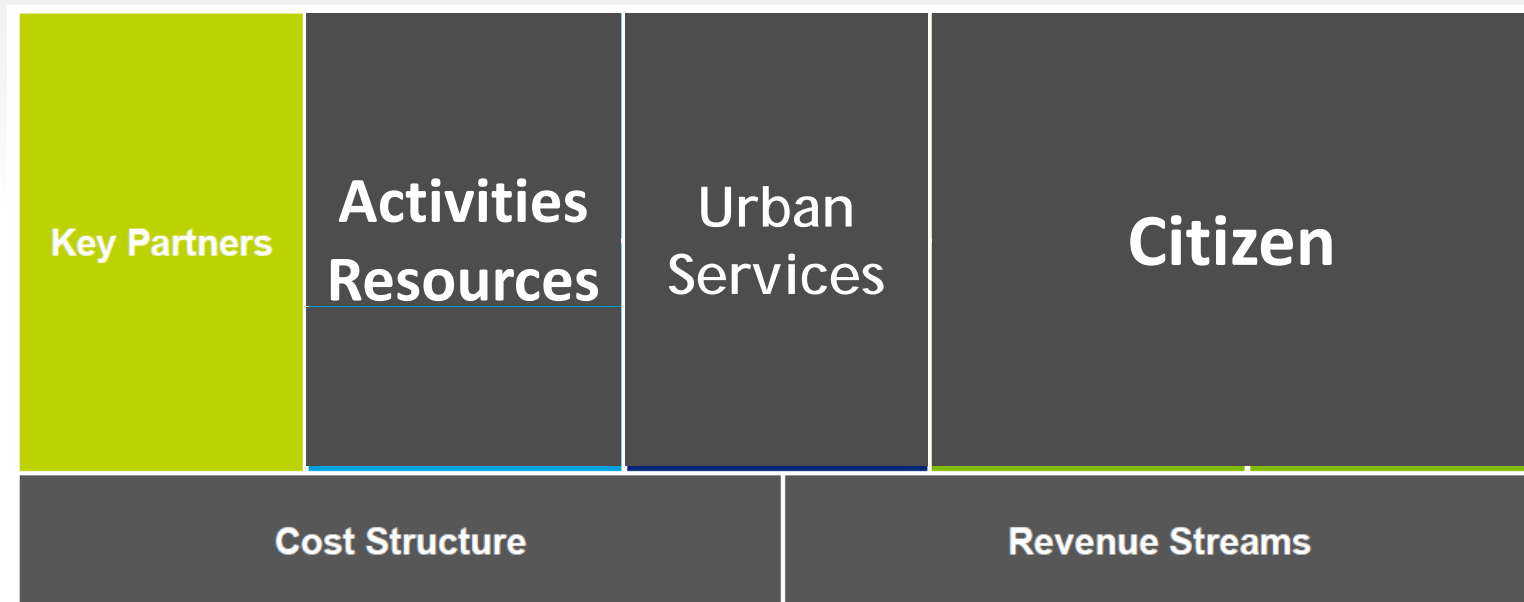 Key Partners
Activities
Resources
Urban
Services
Citizen
Cost Structure
Revenue Streams